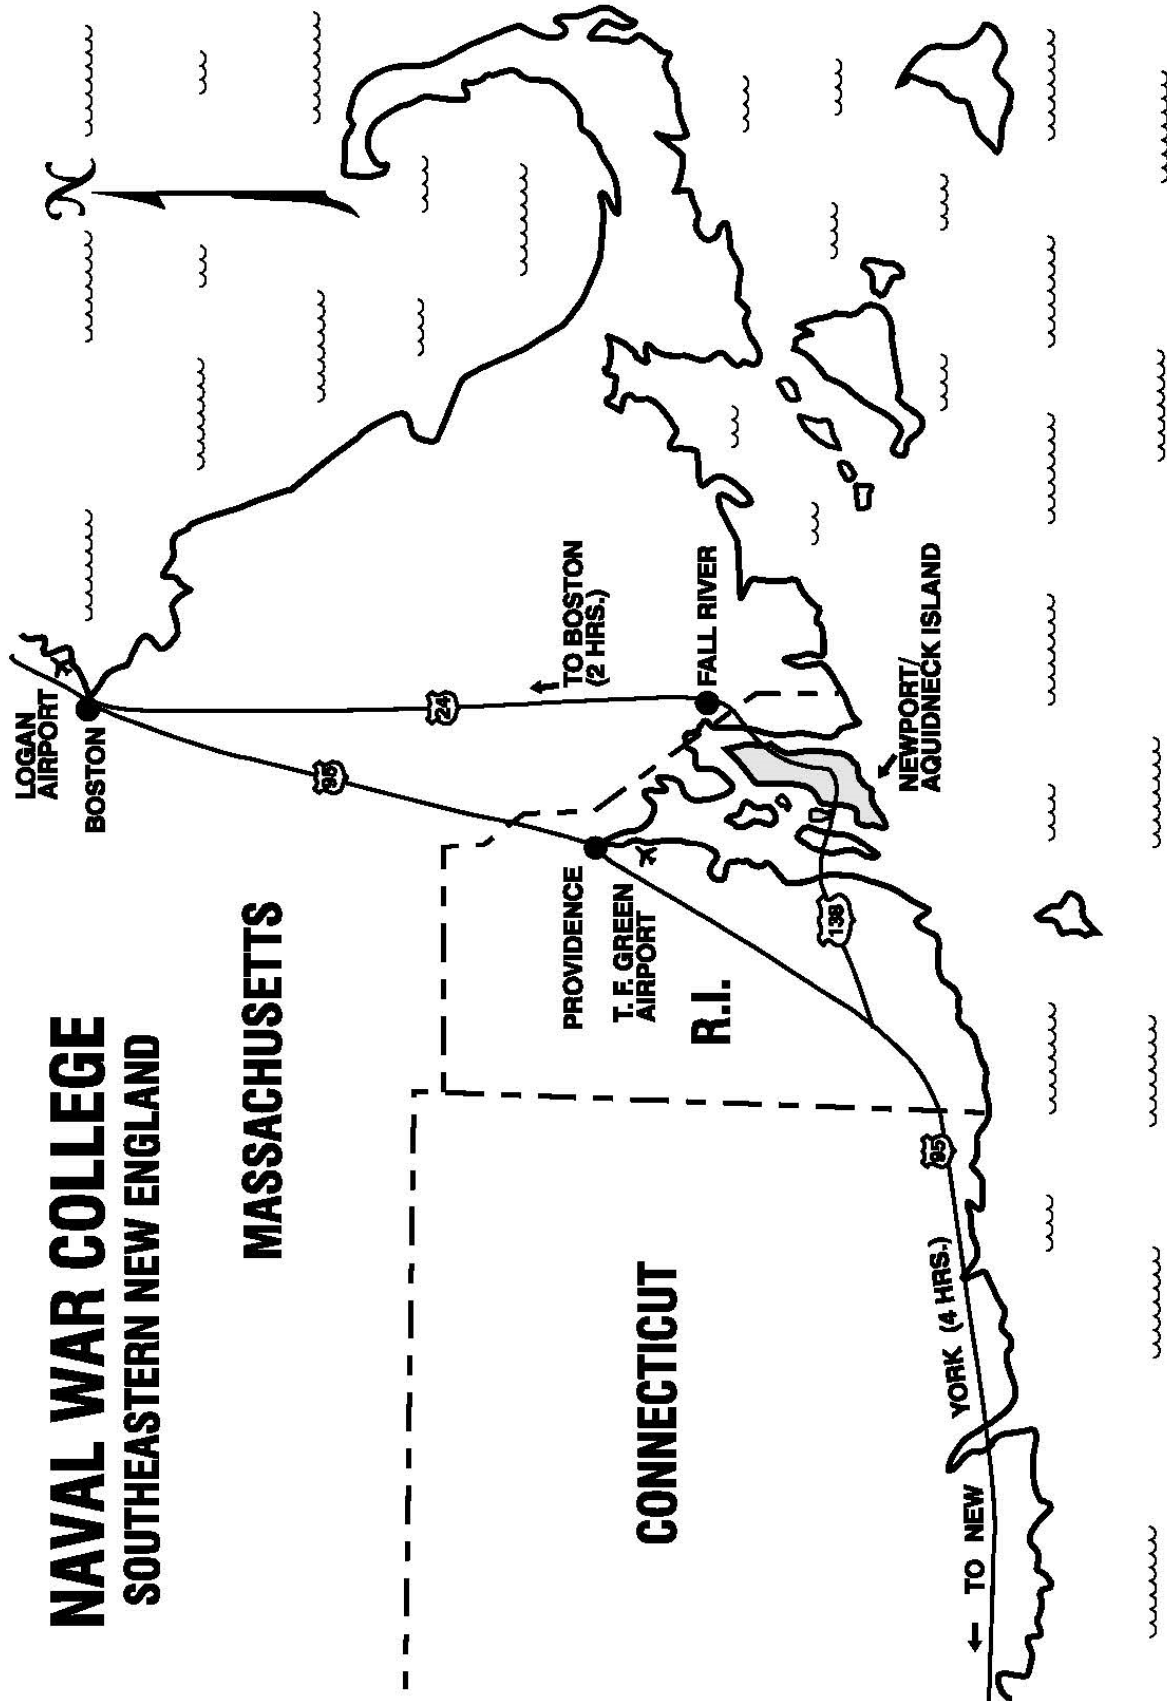 NAVAL WAR COLLEGE
SOUTHEASTERN NEW ENGLAND
N
LOGAN
AIRPORT
BOSTON
MASSACHUSETTS
95
24
TO BOSTON
(2 HRS.)
PROVIDENCE
T. F. GREEN
AIRPORT
FALL RIVER
R.I.
CONNECTICUT
138
NEWPORT/
AQUIDNECK ISLAND
95
TO NEW YORK (4 HRS.)